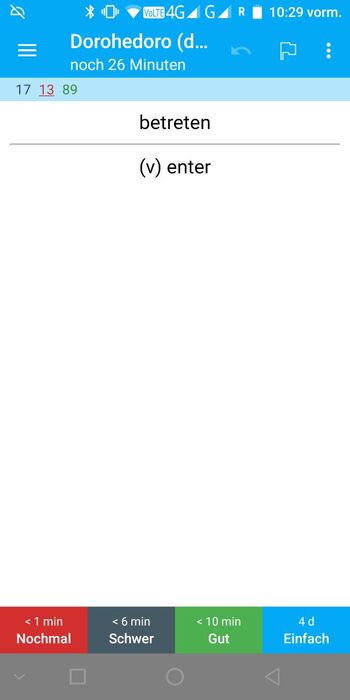 VoLTE 4G G R 10:29 vorm.
Dorohedoro (d...
noch 26 Minuten
17 13 89
betreten
(v) enter
< 1 min < 6 min < 10 min 4 d
Nochmal Schwer Gut Einfach